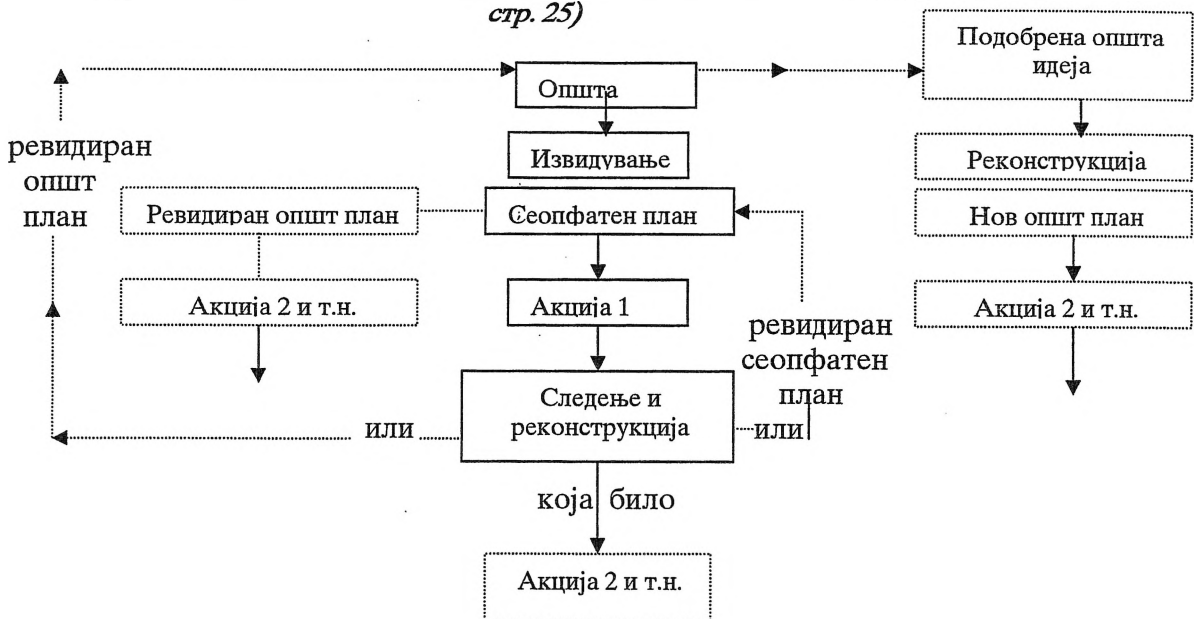 стр. 25)
Подобрена општа
идеја
Општа
ревидиран
општ
план
Извидување
Реконструкција
Ревидиран општ план
Сеопфатен план
Нов општ план
Акција 2 и т.н.
Акција 1
Акција 2 и т.н.
ревидиран
сеопфатен
план
Следење и
реконструкција
или
или
која било
Акција 2 и т.н.